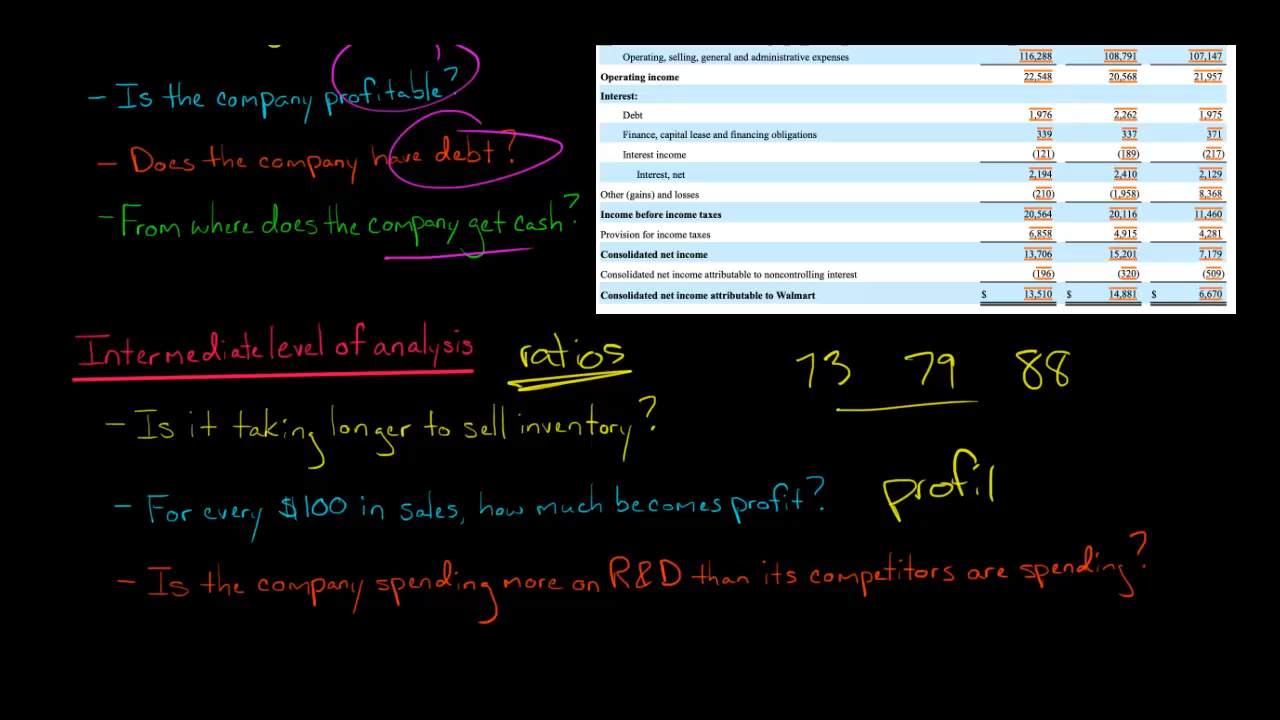 - Is the company profitable?
- Does the company have debt?
- From where does the company get cash?
Operating, selling, general and administrative expenses 116,288 108,791 107,147
Operating income 22,548 20,568 21,957
Interest:
Debt 1,976 2,262 1,975
Finance, capital lease and financing obligations 339 337 371
Interest income (121) (189) (217)
Interest, net 2,194 2,410 2,129
Other (gains) and losses (210) (1,958) 8,368
Income before income taxes 20,564 20,116 11,460
Provision for income taxes 6,858 4,915 4,281
Consolidated net income 13,706 15,201 7,179
Consolidated net income attributable to noncontrolling interest (196) (320) (509)
Consolidated net income attributable to Walmart $ 13,510 $ 14,881 $ 6,670
Intermediate level of analysis ratios 73 79 88
- Is it taking longer to sell inventory?
- For every $100 in sales, how much becomes profit? profil
- Is the company spending more on R&D than its competitors are spending?